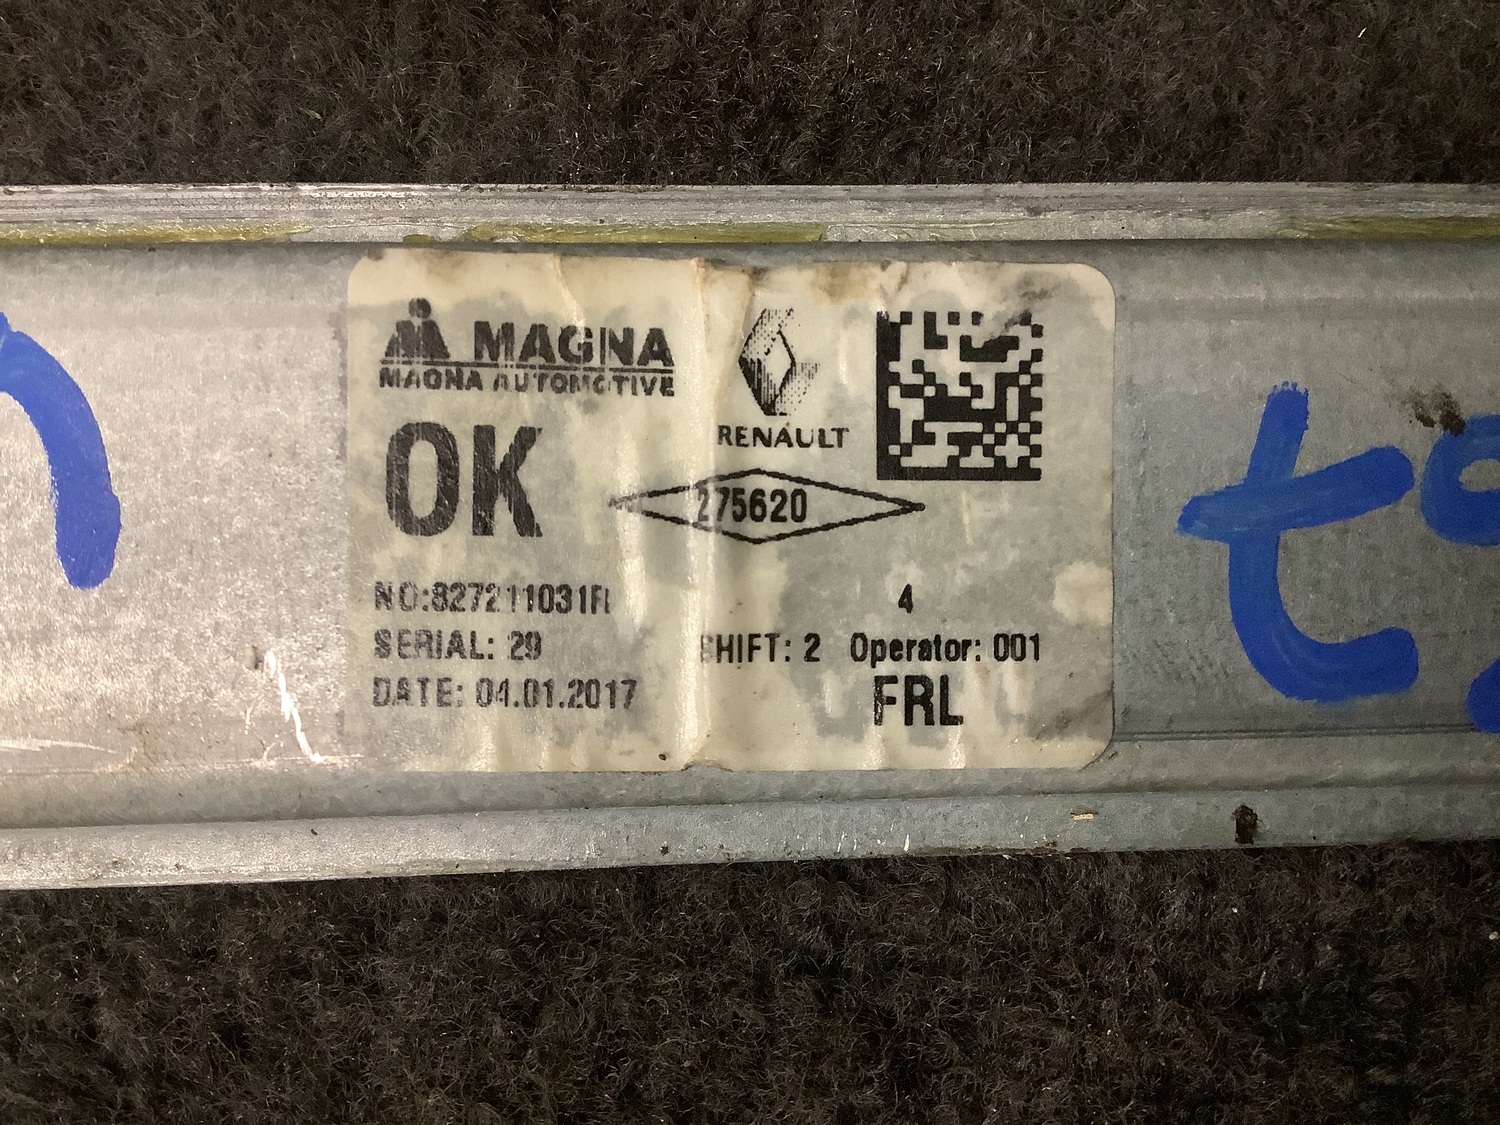 MAGNA
MAGNA AUTOMOTIVE
RENAULT
OK
275620
NO:827211031R
4
SERIAL: 29
SHIFT: 2 Operator: 001
DATE: 04.01.2017
FRL